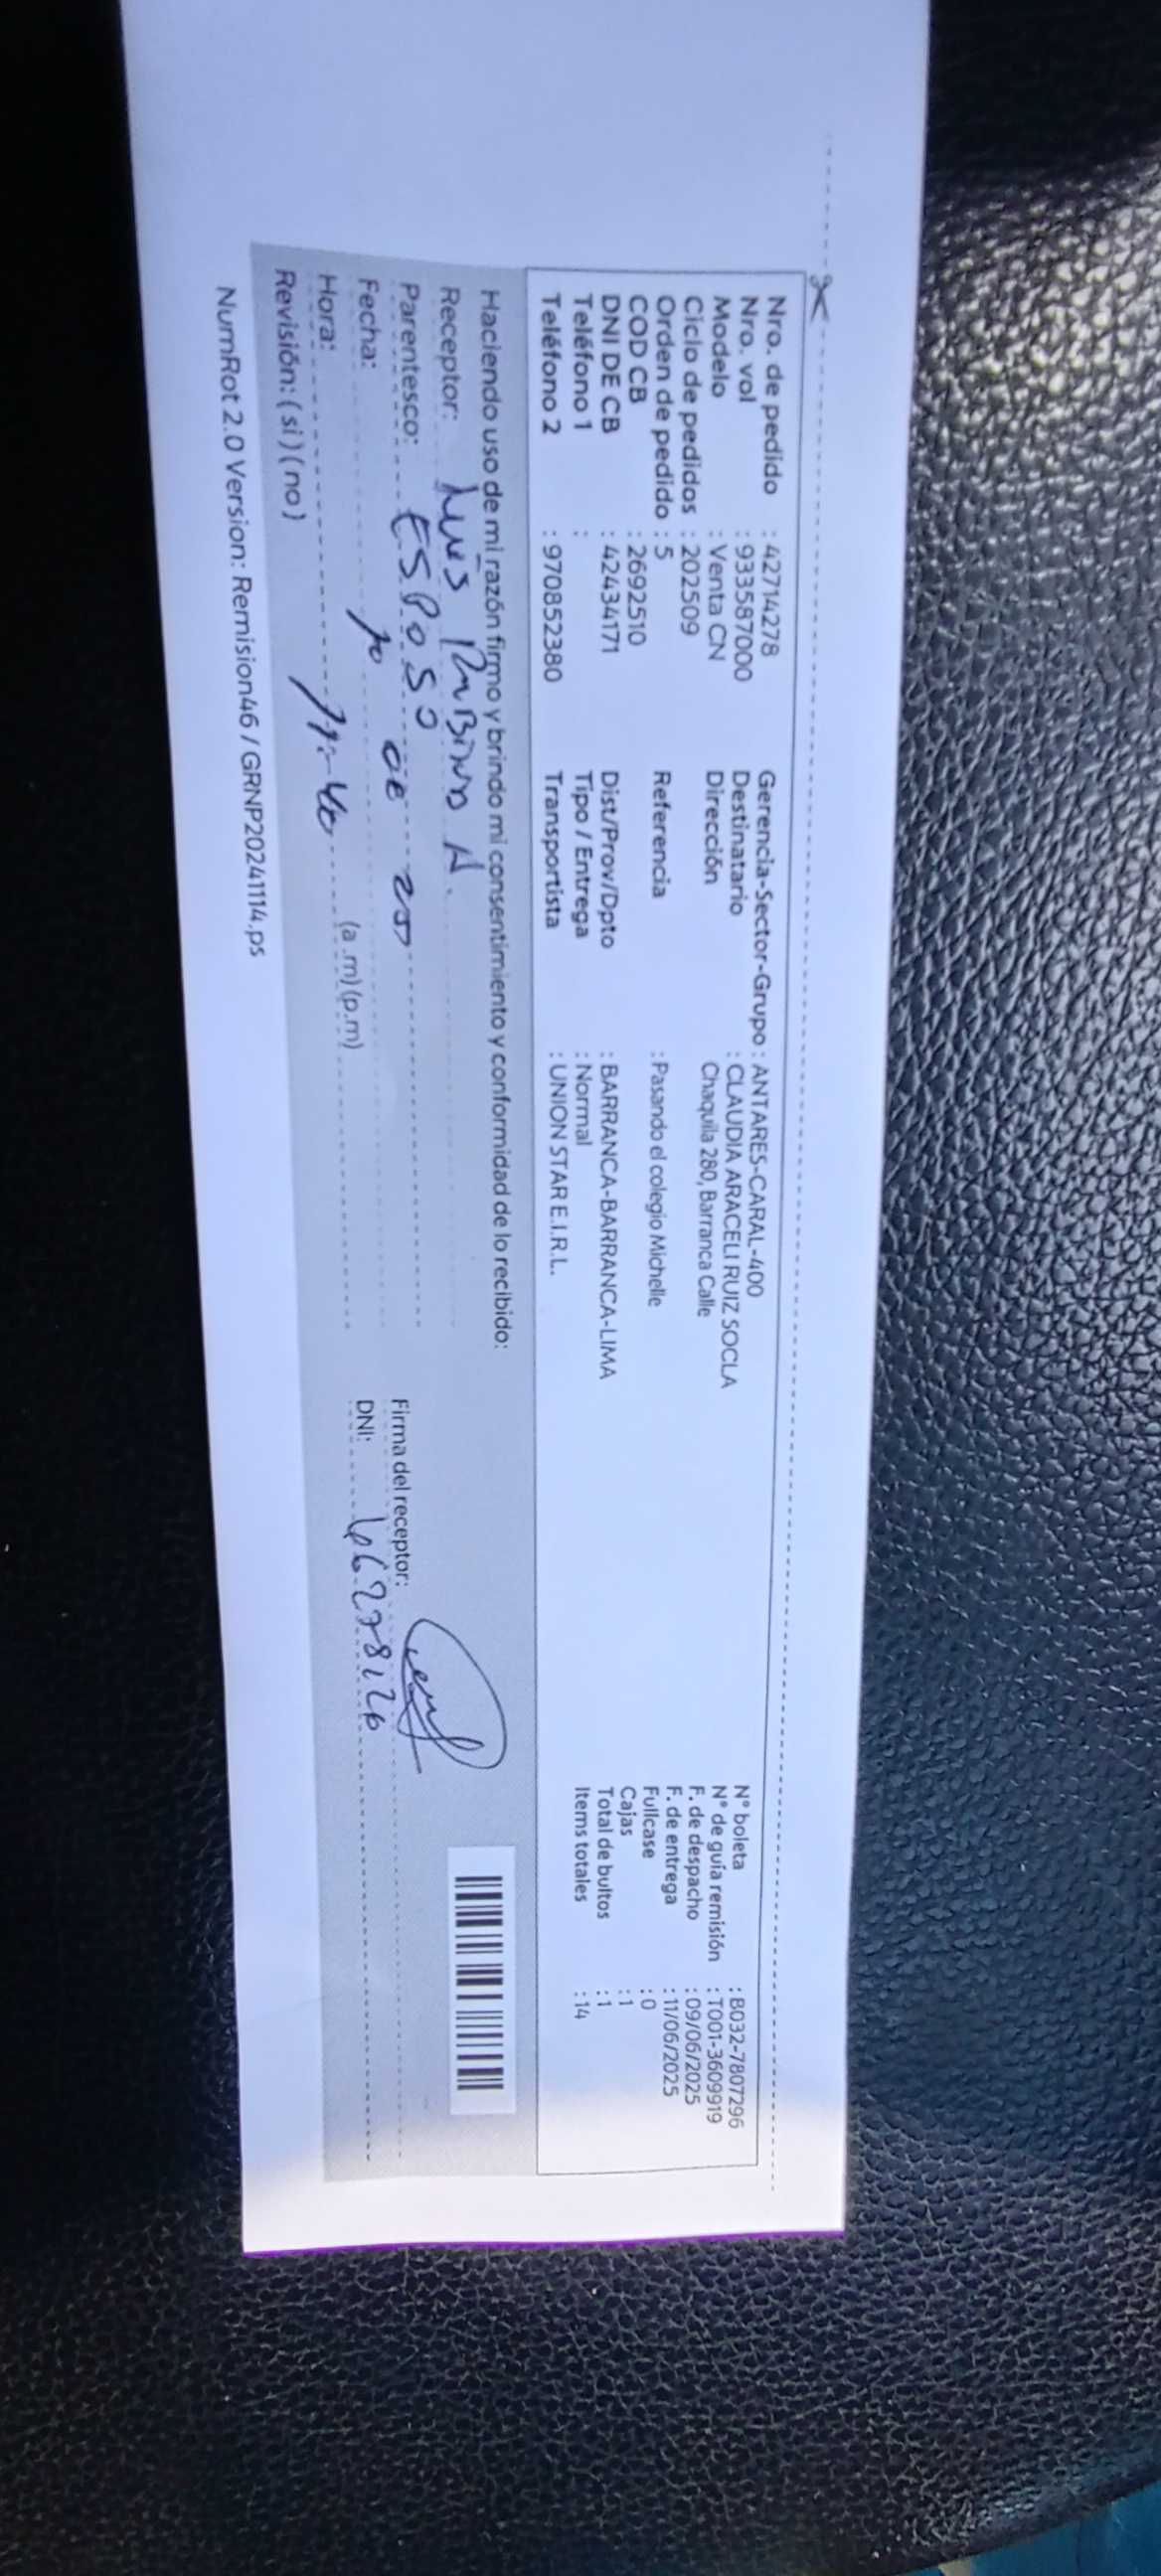 Nro. de pedido : 42714278
Nro. vol : 933587000
Modelo : Venta CN
Ciclo de pedidos : 202509
Orden de pedido : 5
COD CB : 2692510
DNI DE CB : 42434171
Teléfono 1 :
Teléfono 2 : 970852380
Gerencia-Sector-Grupo : ANTARES-CARAL-400
Destinatario : CLAUDIA ARACELI RUIZ SOCLA
Dirección Chaquila 280, Barranca Calle
Referencia : Pasando el colegio Michelle
Dist/Prov/Dpto : BARRANCA-BARRANCA-LIMA
Tipo / Entrega : Normal
Transportista : UNION STAR E.I.R.L.
N° boleta : B032-7807296
N° de guía remisión : T001-3609919
F. de despacho : 09/06/2025
F. de entrega : 11/06/2025
Fullcase : 0
Cajas : 1
Total de bultos : 1
Items totales : 14
Haciendo uso de mi razón firmo y brindo mi consentimiento y conformidad de lo recibido:
Receptor: Luis
Parentesco: ESPOSO
Fecha:
Hora: (a.m) (p.m)
Revisión: ( si ) ( no )
Firma del receptor:
DNI:
NumRot 2.0 Version: Remision46 / GRNP20241114.ps